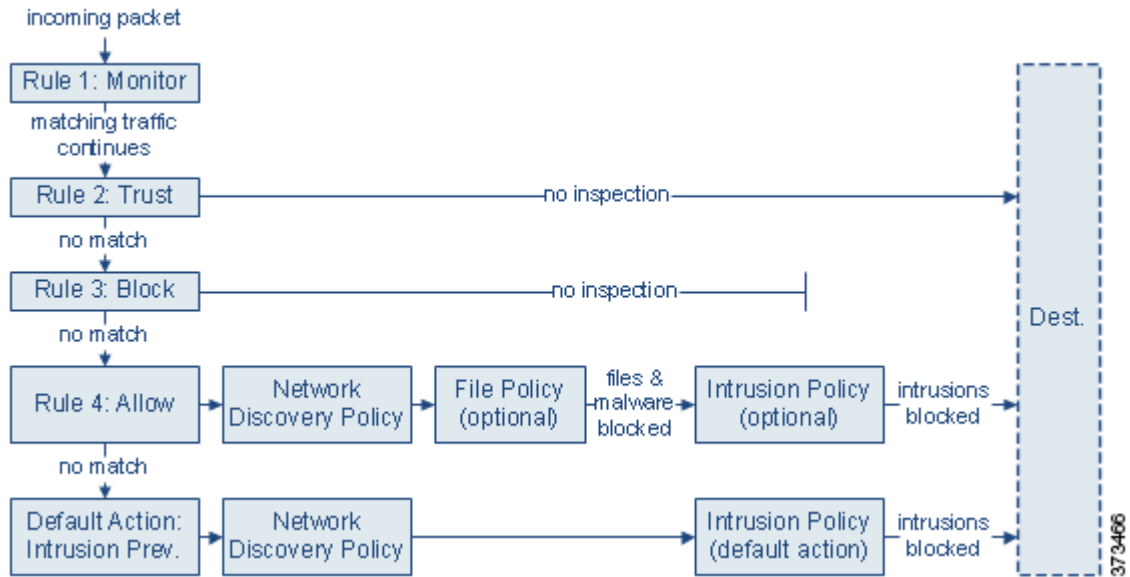 incoming packet
Rule 1: Monitor
matching traffic
continues
Rule 2: Trust
no inspection
no match
Rule 3: Block
no inspection
no match
Rule 4: Allow
Network
Discovery Policy
File Policy
(optional)
files &
malware
blocked
Intrusion Policy
(optional)
intrusions
blocked
no match
Default Action:
Intrusion Prev.
Network
Discovery Policy
Intrusion Policy
(default action)
intrusions
blocked
Dest.
373466